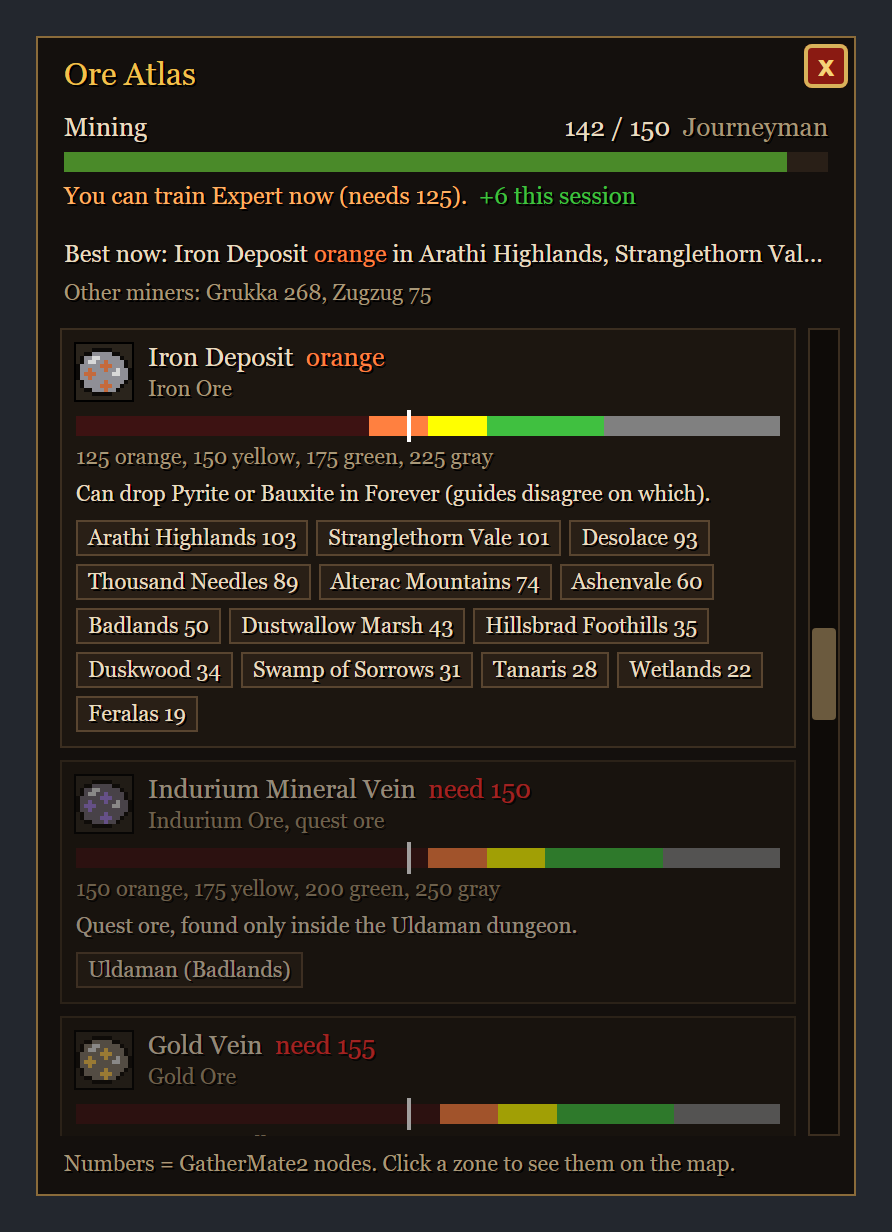 Ore Atlas
x
Mining 142 / 150 Journeyman
You can train Expert now (needs 125). +6 this session
Best now: Iron Deposit orange in Arathi Highlands, Stranglethorn Val...
Other miners: Grukka 268, Zugzug 75
Iron Deposit orange
Iron Ore
125 orange, 150 yellow, 175 green, 225 gray
Can drop Pyrite or Bauxite in Forever (guides disagree on which).
Arathi Highlands 103 Stranglethorn Vale 101 Desolace 93
Thousand Needles 89 Alterac Mountains 74 Ashenvale 60
Badlands 50 Dustwallow Marsh 43 Hillsbrad Foothills 35
Duskwood 34 Swamp of Sorrows 31 Tanaris 28 Wetlands 22
Feralas 19
Indurium Mineral Vein need 150
Indurium Ore, quest ore
150 orange, 175 yellow, 200 green, 250 gray
Quest ore, found only inside the Uldaman dungeon.
Uldaman (Badlands)
Gold Vein need 155
Gold Ore
Numbers = GatherMate2 nodes. Click a zone to see them on the map.